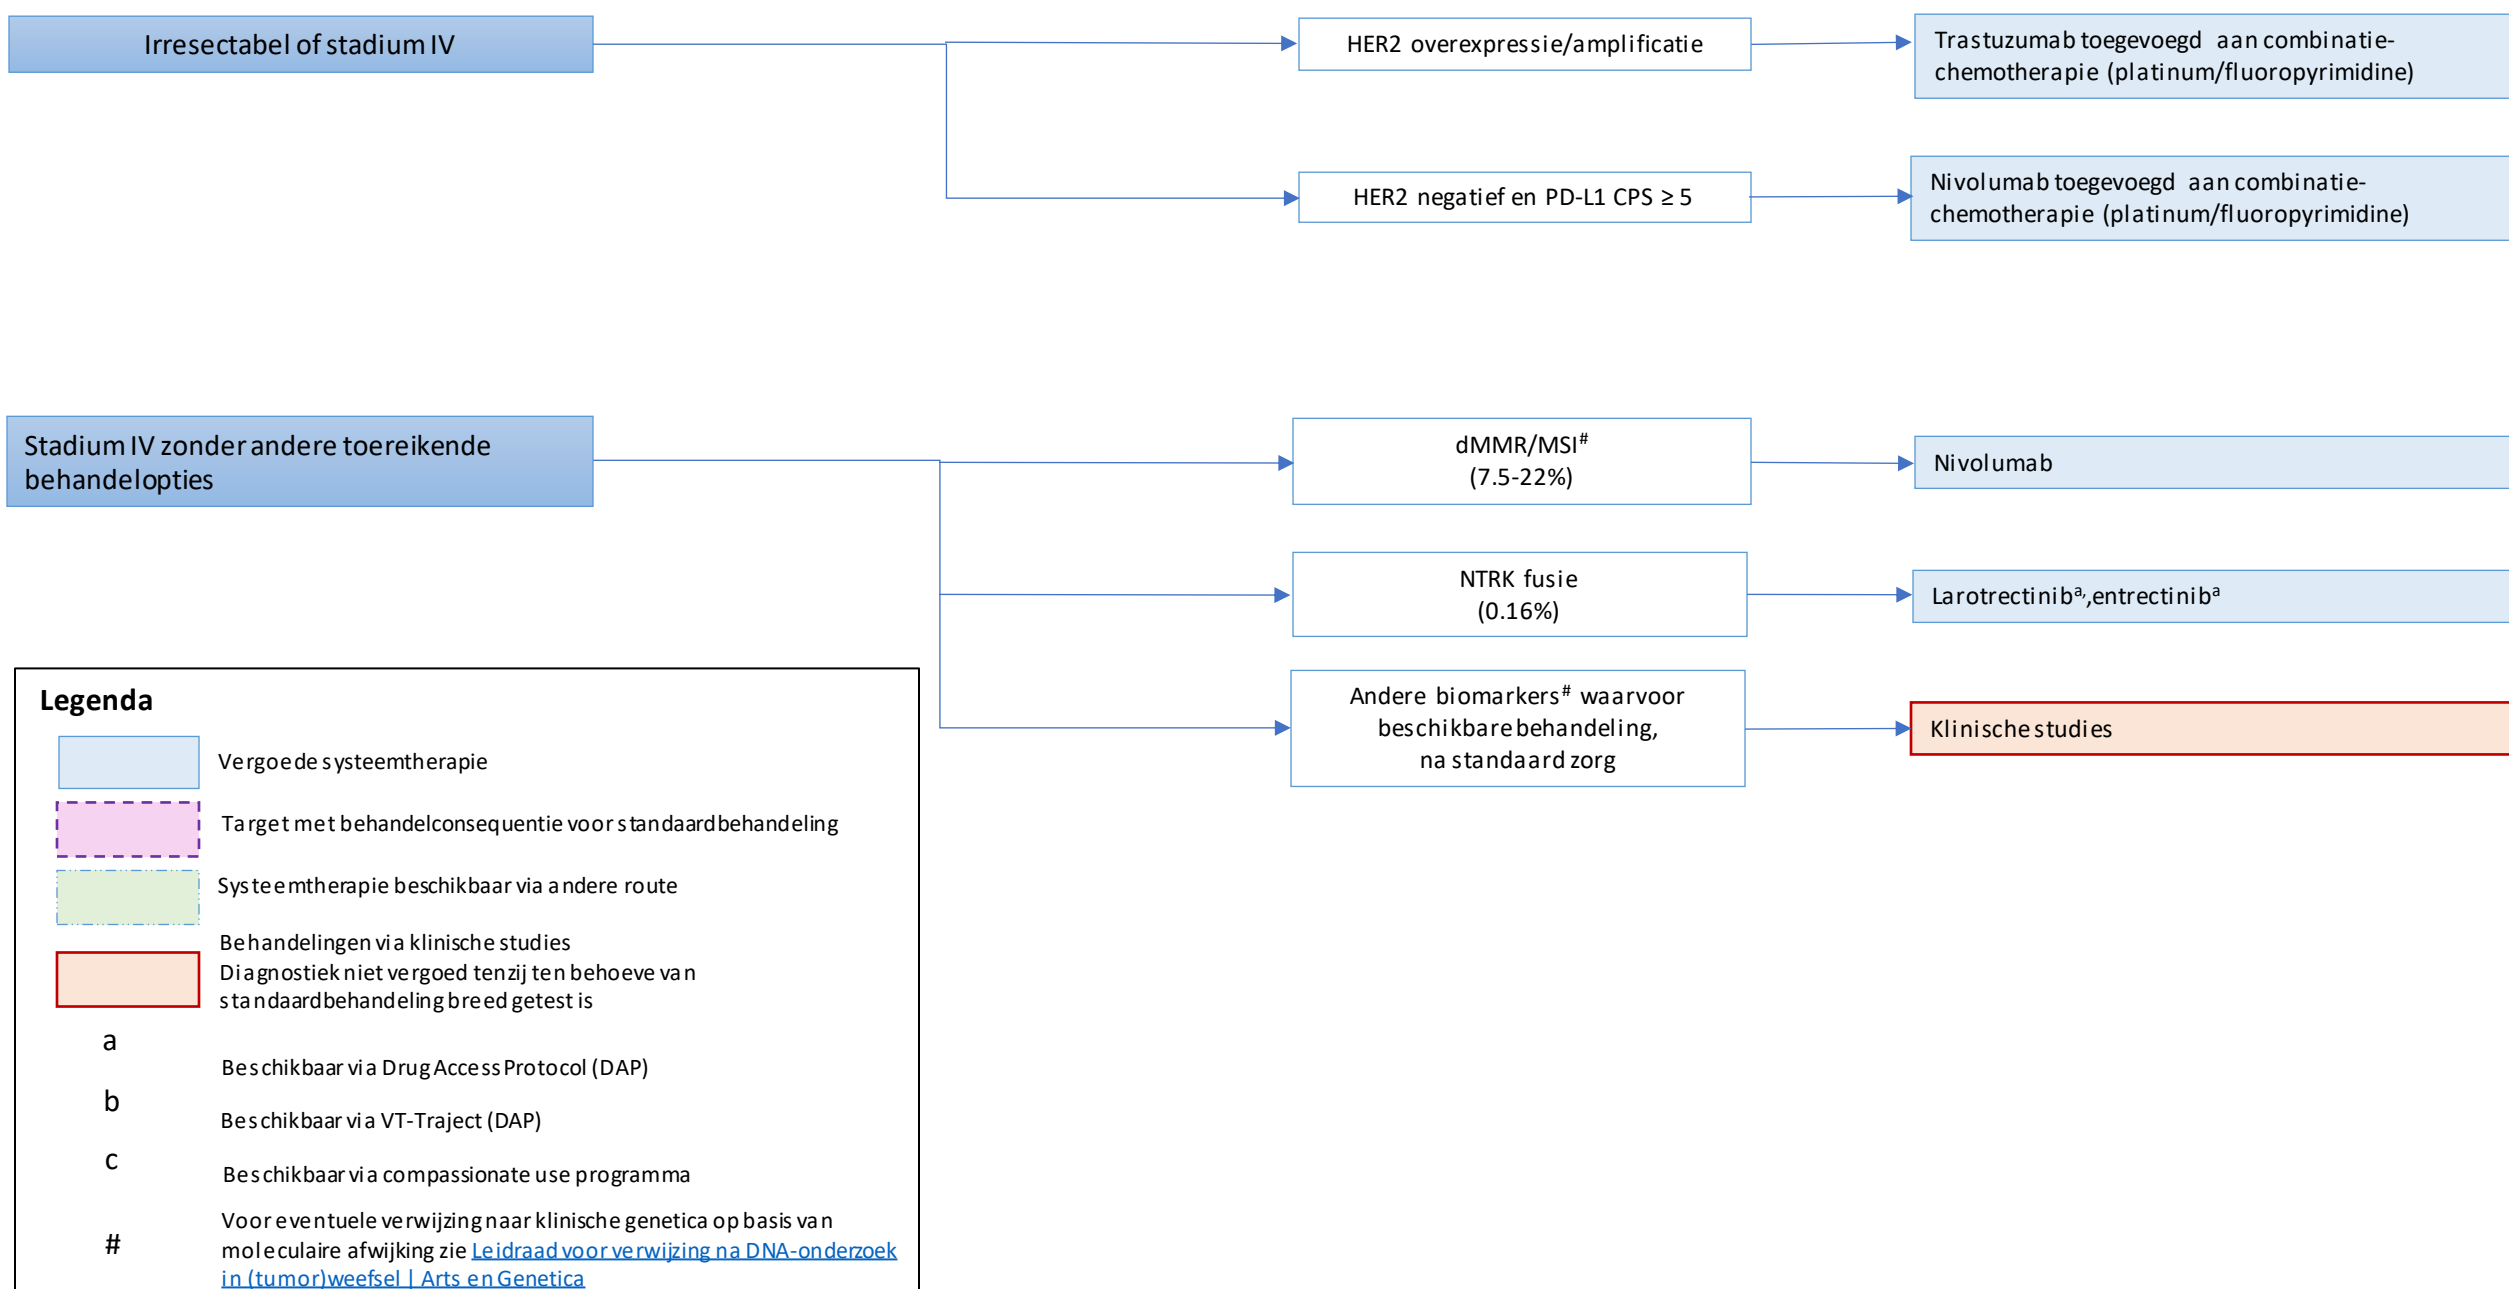 Irresectabel of stadium IV
HER2 overexpressie/amplificatie
Trastuzumab toegevoegd aan combinatie-
chemotherapie (platinum/fluoropyrimidine)
HER2 negatief en PD-L1 CPS ≥ 5
Nivolumab toegevoegd aan combinatie-
chemotherapie (platinum/fluoropyrimidine)
Stadium IV zonder andere toereikende
behandelopties
dMMR/MSI#
(7.5-22%)
Nivolumab
NTRK fusie
(0.16%)
Larotrectinibᵃ,,entrectinibᵃ
Andere biomarkers# waarvoor
beschikbare behandeling,
na standaard zorg
Klinische studies
Legenda
Vergoede systeemtherapie
Target met behandelconsequentie voor standaardbehandeling
Systeemtherapie beschikbaar via andere route
Behandelingen via klinische studies
Diagnostiek niet vergoed tenzij ten behoeve van
standaardbehandeling breed getest is
a
Beschikbaar via Drug Access Protocol (DAP)
b
Beschikbaar via VT-Traject (DAP)
c
Beschikbaar via compassionate use programma
#
Voor eventuele verwijzing naar klinische genetica op basis van
moleculaire afwijking zie Leidraad voor verwijzing na DNA-onderzoek
in (tumor)weefsel | Arts en Genetica